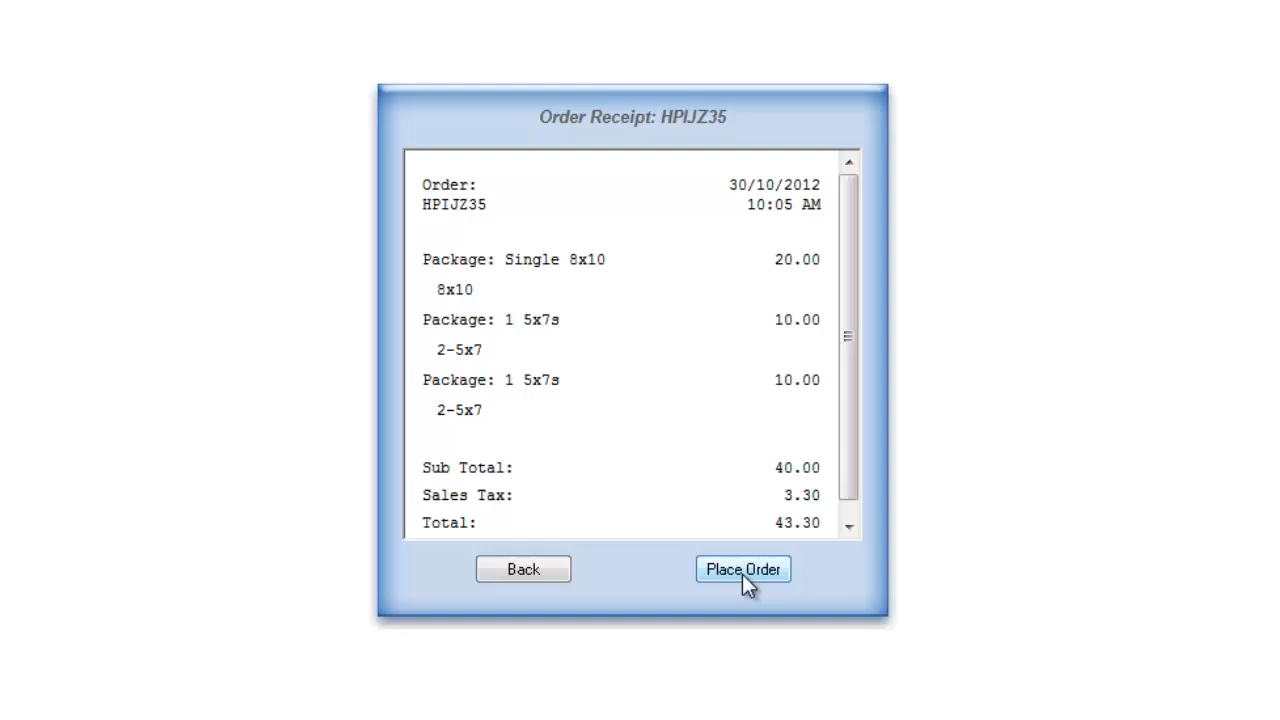 Order Receipt: HPIJZ35
Order: 30/10/2012
HPIJZ35 10:05 AM
Package: Single 8x10 20.00
8x10
Package: 1 5x7s 10.00
2-5x7
Package: 1 5x7s 10.00
2-5x7
Sub Total: 40.00
Sales Tax: 3.30
Total: 43.30
Back Place Order